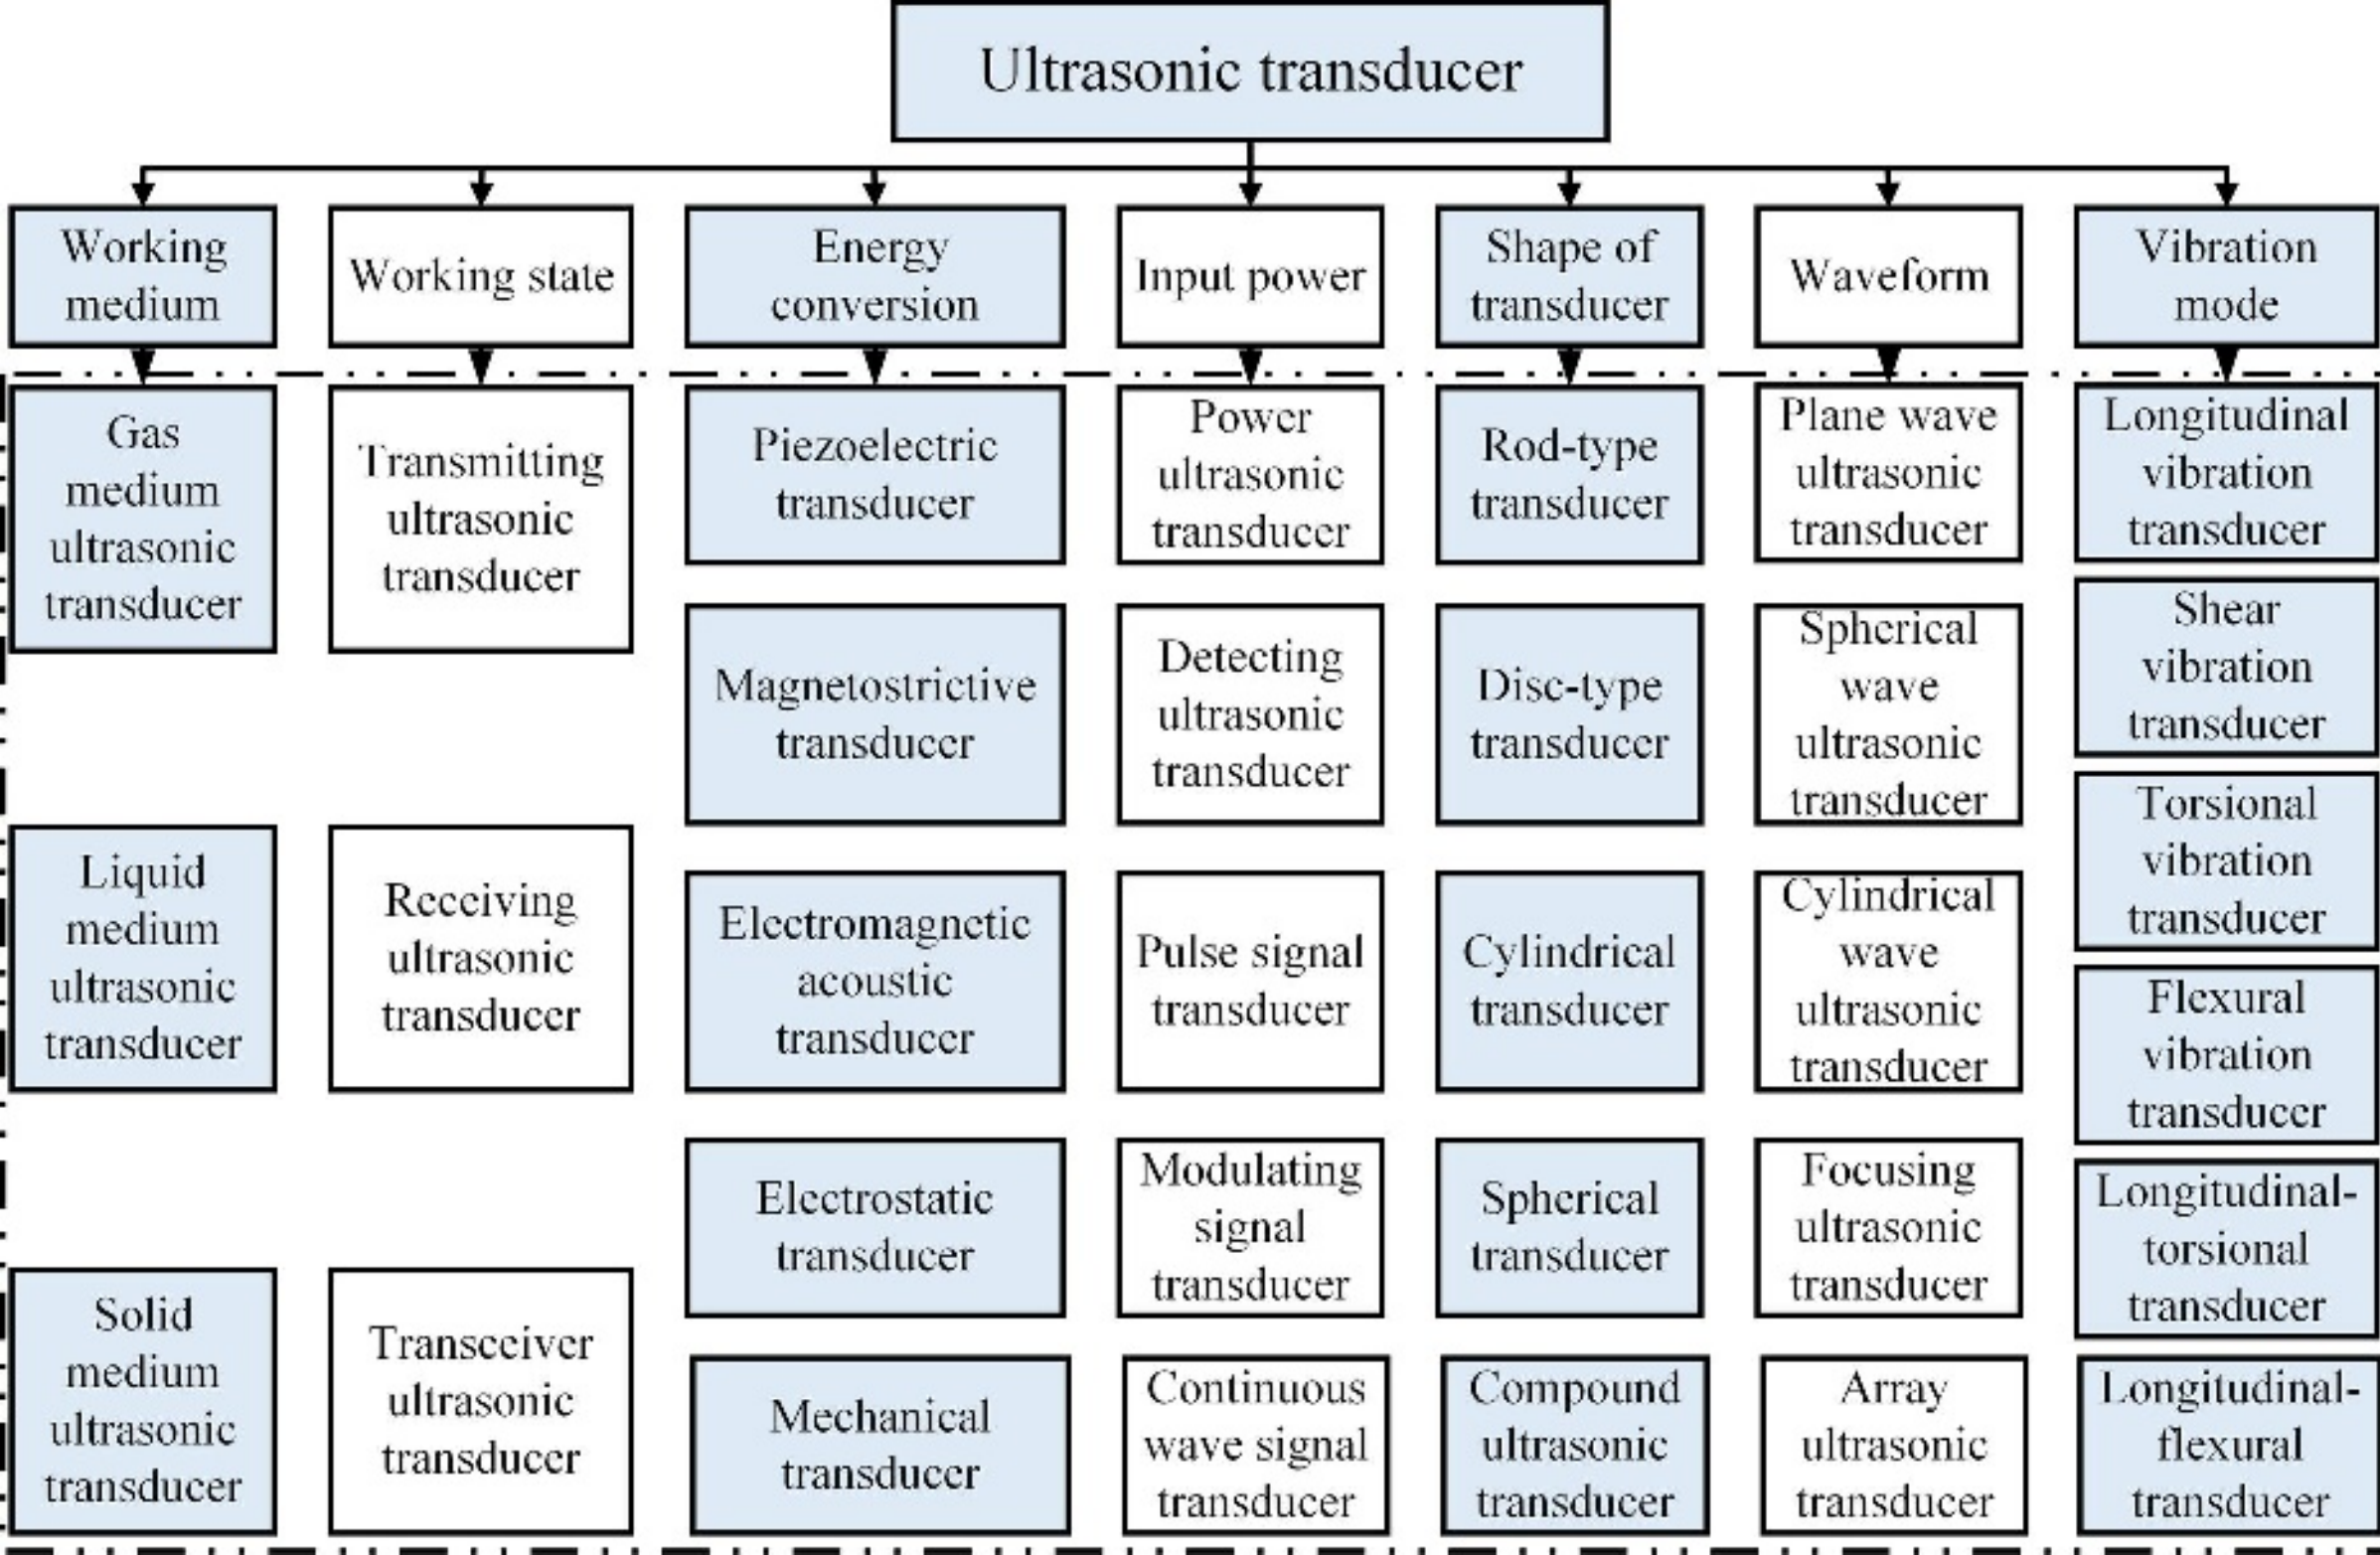 Ultrasonic transducer
Working
medium
Working state
Energy
conversion
Input power
Shape of
transducer
Waveform
Vibration
mode
Gas
medium
ultrasonic
transducer
Liquid
medium
ultrasonic
transducer
Solid
medium
ultrasonic
transducer
Transmitting
ultrasonic
transducer
Receiving
ultrasonic
transducer
Transceiver
ultrasonic
transducer
Piezoelectric
transducer
Magnetostrictive
transducer
Electromagnetic
acoustic
transducer
Electrostatic
transducer
Mechanical
transducer
Power
ultrasonic
transducer
Detecting
ultrasonic
transducer
Pulse signal
transducer
Modulating
signal
transducer
Continuous
wave signal
transducer
Rod-type
transducer
Disc-type
transducer
Cylindrical
transducer
Spherical
transducer
Compound
ultrasonic
transducer
Plane wave
ultrasonic
transducer
Spherical
wave
ultrasonic
transducer
Cylindrical
wave
ultrasonic
transducer
Focusing
ultrasonic
transducer
Array
ultrasonic
transducer
Longitudinal
vibration
transducer
Shear
vibration
transducer
Torsional
vibration
transducer
Flexural
vibration
transducer
Longitudinal-
torsional
transducer
Longitudinal-
flexural
transducer